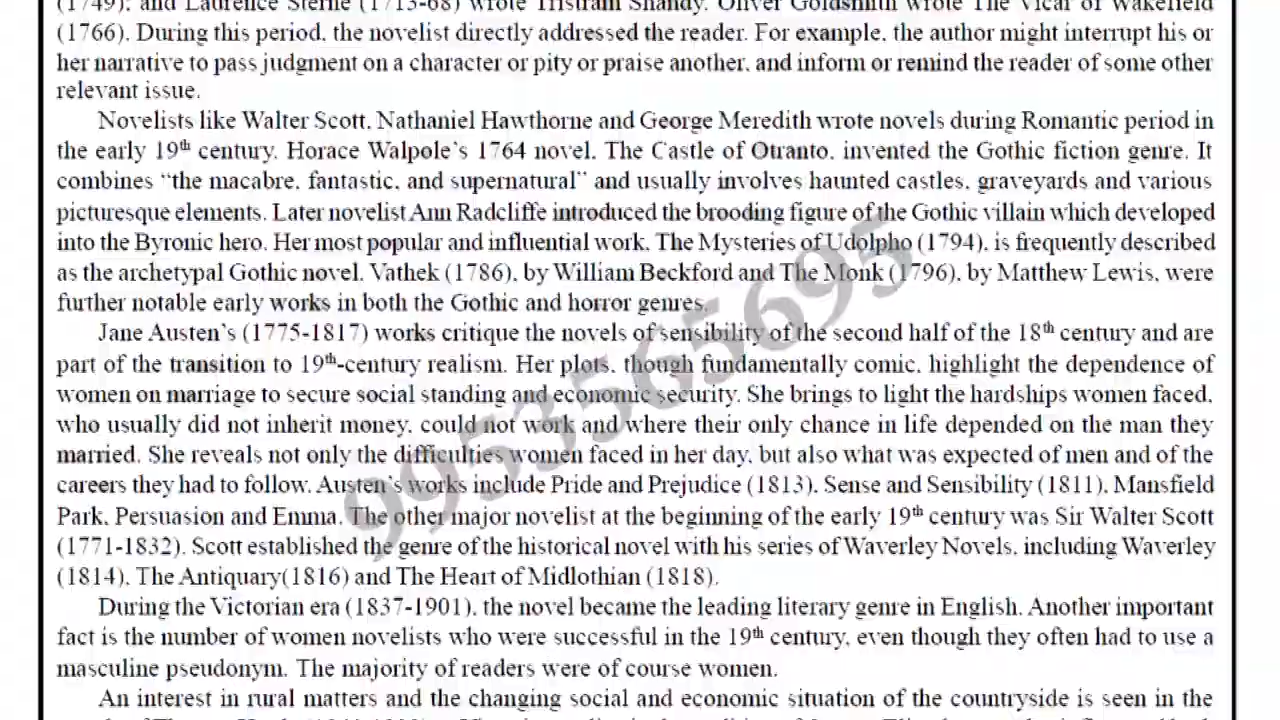 (1749); and Laurence Sterne (1713-68) wrote Tristram Shandy. Oliver Goldsmith wrote The Vicar of Wakefield
(1766). During this period, the novelist directly addressed the reader. For example, the author might interrupt his or
her narrative to pass judgment on a character or pity or praise another, and inform or remind the reader of some other
relevant issue.
Novelists like Walter Scott, Nathaniel Hawthorne and George Meredith wrote novels during Romantic period in
the early 19th century. Horace Walpole's 1764 novel, The Castle of Otranto, invented the Gothic fiction genre. It
combines "the macabre, fantastic, and supernatural" and usually involves haunted castles, graveyards and various
picturesque elements. Later novelist Ann Radcliffe introduced the brooding figure of the Gothic villain which developed
into the Byronic hero. Her most popular and influential work, The Mysteries of Udolpho (1794), is frequently described
as the archetypal Gothic novel. Vathek (1786), by William Beckford and The Monk (1796), by Matthew Lewis, were
further notable early works in both the Gothic and horror genres.
Jane Austen's (1775-1817) works critique the novels of sensibility of the second half of the 18th century and are
part of the transition to 19th-century realism. Her plots, though fundamentally comic, highlight the dependence of
women on marriage to secure social standing and economic security. She brings to light the hardships women faced,
who usually did not inherit money, could not work and where their only chance in life depended on the man they
married. She reveals not only the difficulties women faced in her day, but also what was expected of men and of the
careers they had to follow. Austen's works include Pride and Prejudice (1813), Sense and Sensibility (1811), Mansfield
Park, Persuasion and Emma. The other major novelist at the beginning of the early 19th century was Sir Walter Scott
(1771-1832). Scott established the genre of the historical novel with his series of Waverley Novels, including Waverley
(1814), The Antiquary(1816) and The Heart of Midlothian (1818).
During the Victorian era (1837-1901), the novel became the leading literary genre in English. Another important
fact is the number of women novelists who were successful in the 19th century, even though they often had to use a
masculine pseudonym. The majority of readers were of course women.
An interest in rural matters and the changing social and economic situation of the countryside is seen in the
9953565695